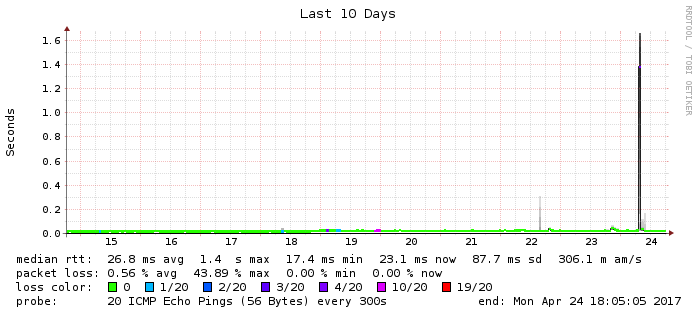 Last 10 Days
RRDTOOL / TOBI OETIKER
Seconds
1.6
1.4
1.2
1.0
0.8
0.6
0.4
0.2
0.0
15 16 17 18 19 20 21 22 23 24
median rtt: 26.8 ms avg 1.4 s max 17.4 ms min 23.1 ms now 87.7 ms sd 306.1 m am/s
packet loss: 0.56 % avg 43.89 % max 0.00 % min 0.00 % now
loss color: 0 1/20 2/20 3/20 4/20 10/20 19/20
probe: 20 ICMP Echo Pings (56 Bytes) every 300s end: Mon Apr 24 18:05:05 2017